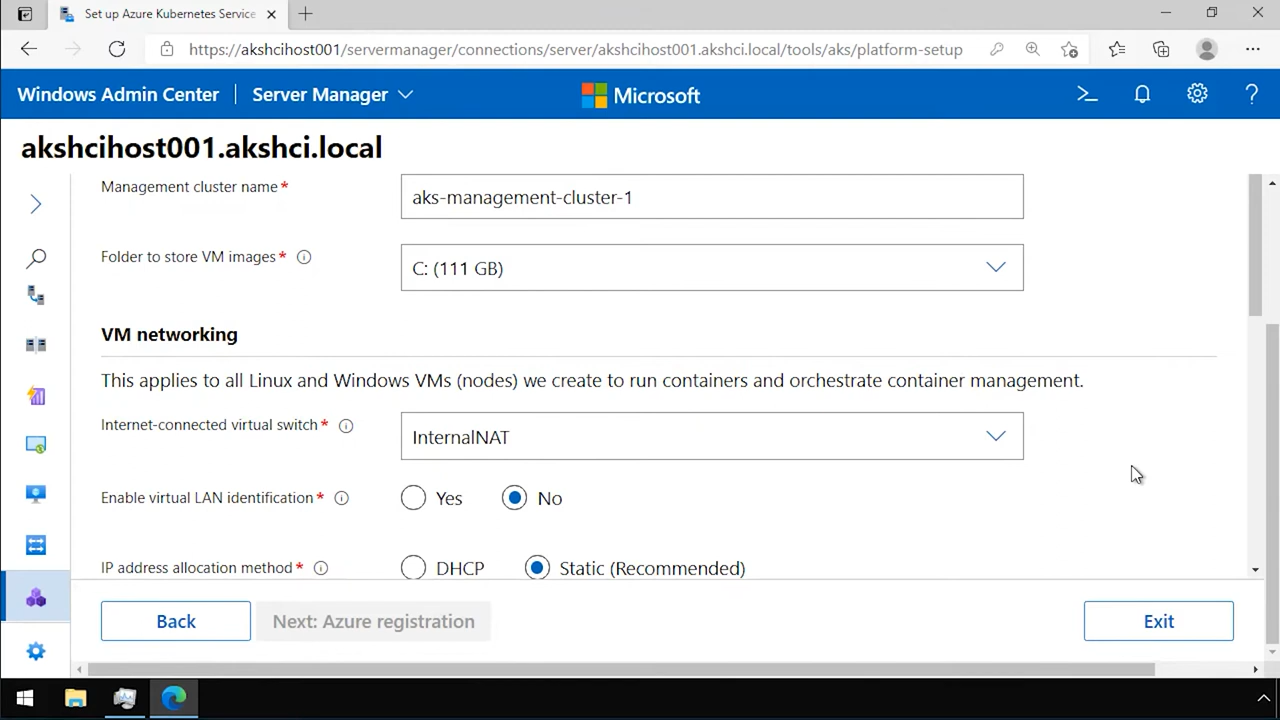 Set up Azure Kubernetes Service
https://akshcihost001/servermanager/connections/server/akshcihost001.akshci.local/tools/aks/platform-setup
Windows Admin Center
Server Manager
Microsoft
akshcihost001.akshci.local
Management cluster name*
aks-management-cluster-1
Folder to store VM images*
C: (111 GB)
VM networking
This applies to all Linux and Windows VMs (nodes) we create to run containers and orchestrate container management.
Internet-connected virtual switch*
InternalNAT
Enable virtual LAN identification*
Yes
No
IP address allocation method*
DHCP
Static (Recommended)
Back
Next: Azure registration
Exit